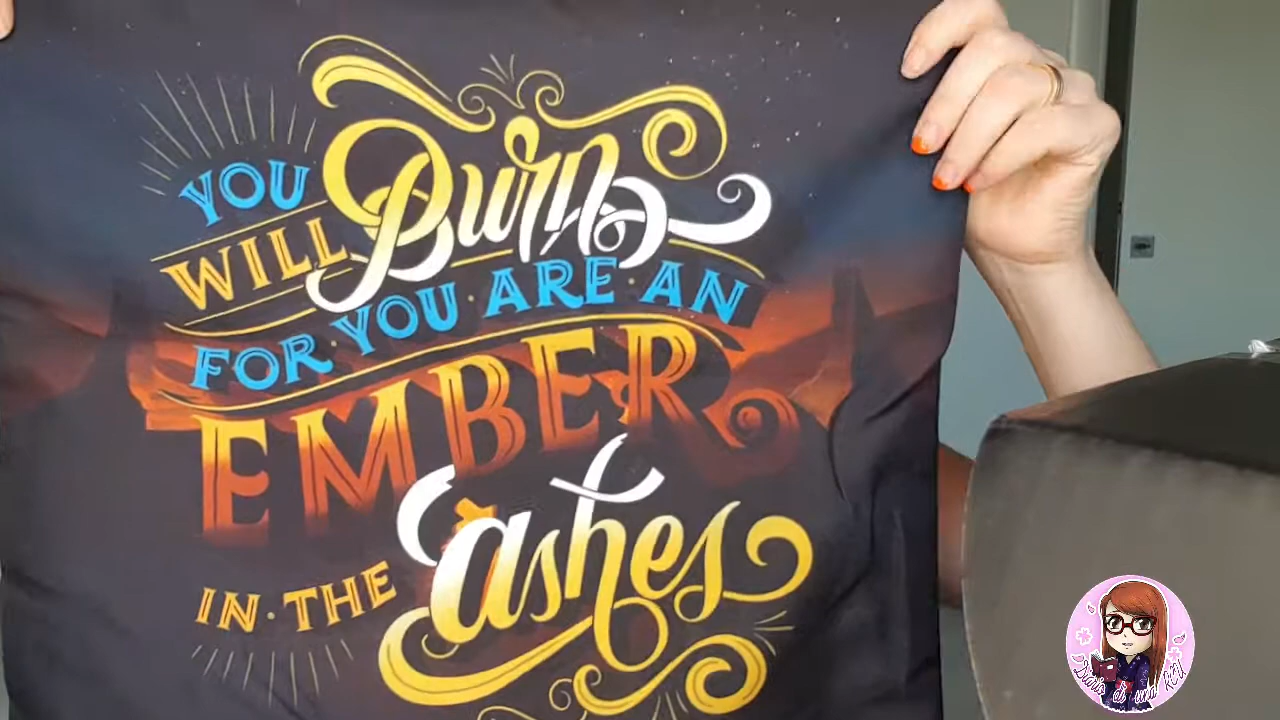 YOU
WILL Burn
FOR·YOU·ARE·AN
EMBER
IN·THE Ashes